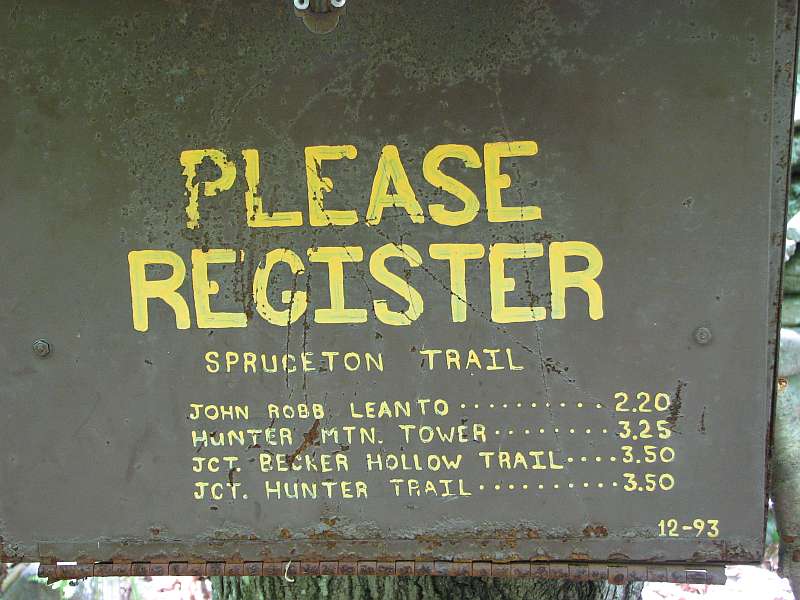 PLEASE
REGISTER
SPRUCETON TRAIL
JOHN ROBB LEANTO .......... 2.20
HUNTER MTN. TOWER ......... 3.25
JCT. BECKER HOLLOW TRAIL .... 3.50
JCT. HUNTER TRAIL ........... 3.50
12-93